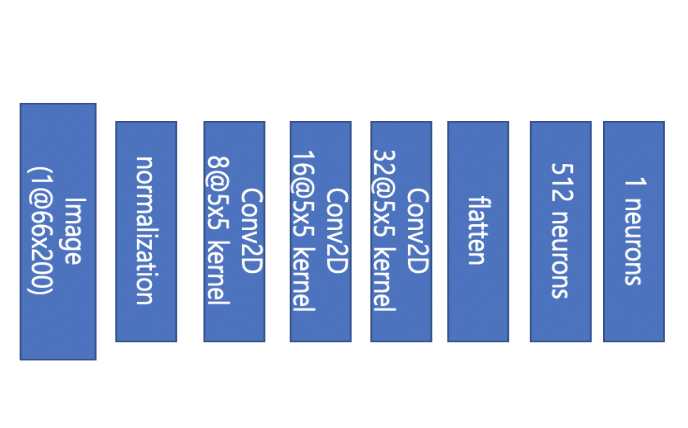 Image
(1@66x200)
normalization
Conv2D
8@5x5 kernel
Conv2D
16@5x5 kernel
Conv2D
32@5x5 kernel
flatten
512 neurons
1 neurons